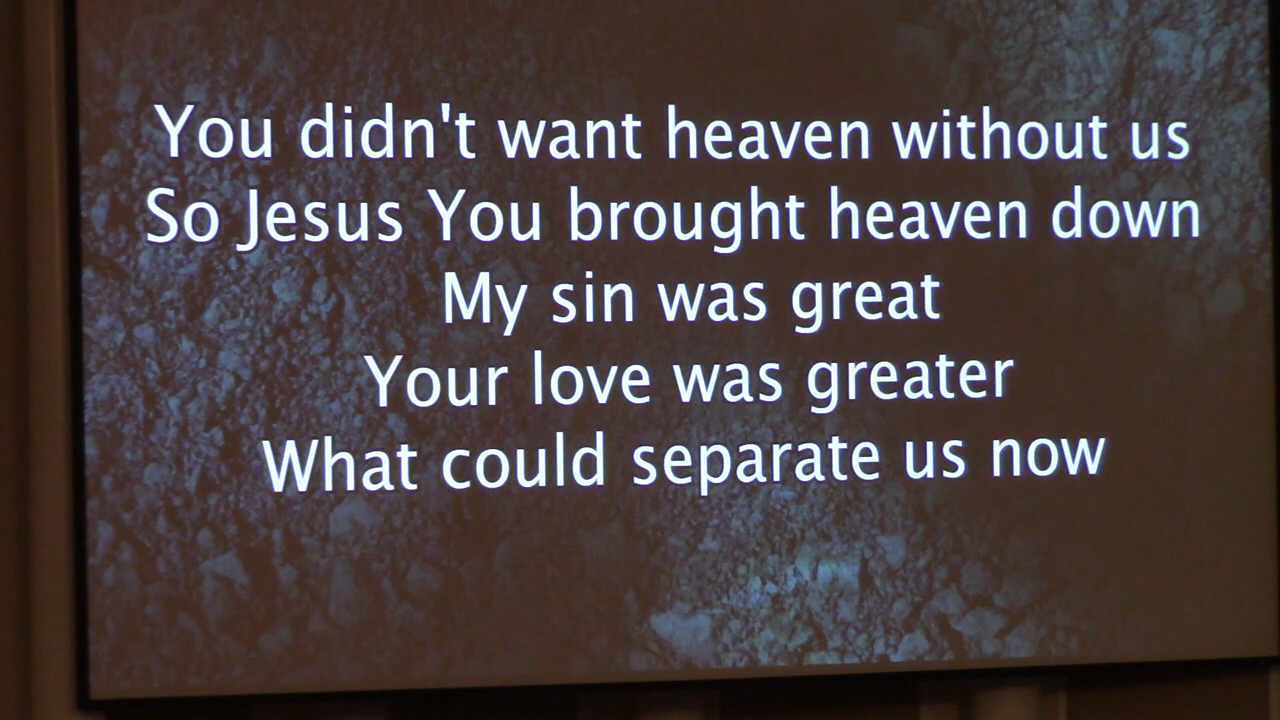 You didn't want heaven without us
So Jesus You brought heaven down
My sin was great
Your love was greater
What could separate us now